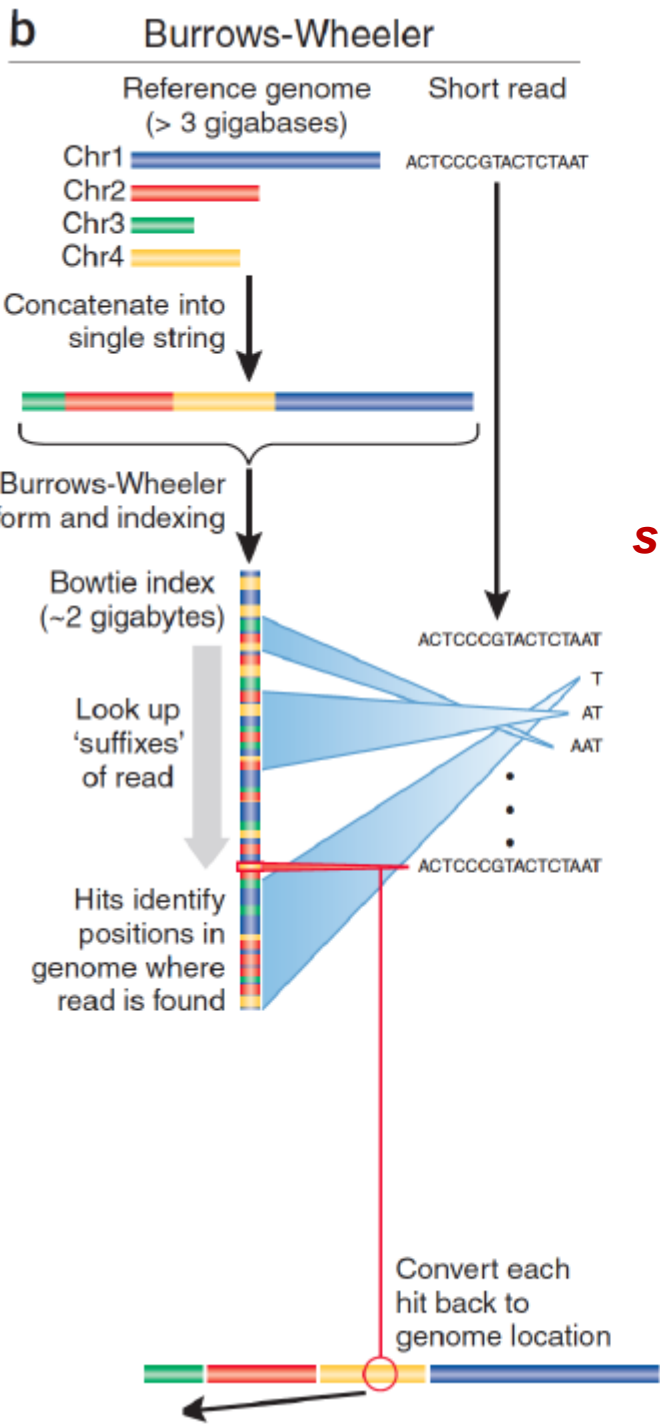 b Burrows-Wheeler
Reference genome
(> 3 gigabases)
Short read
Chr1
ACTCCCGTACTCTAAT
Chr2
Chr3
Chr4
Concatenate into
single string
Burrows-Wheeler
form and indexing
s
Bowtie index
(~2 gigabytes)
ACTCCCGTACTCTAAT
T
AT
AAT
Look up
‘suffixes’
of read
ACTCCCGTACTCTAAT
Hits identify
positions in
genome where
read is found
Convert each
hit back to
genome location